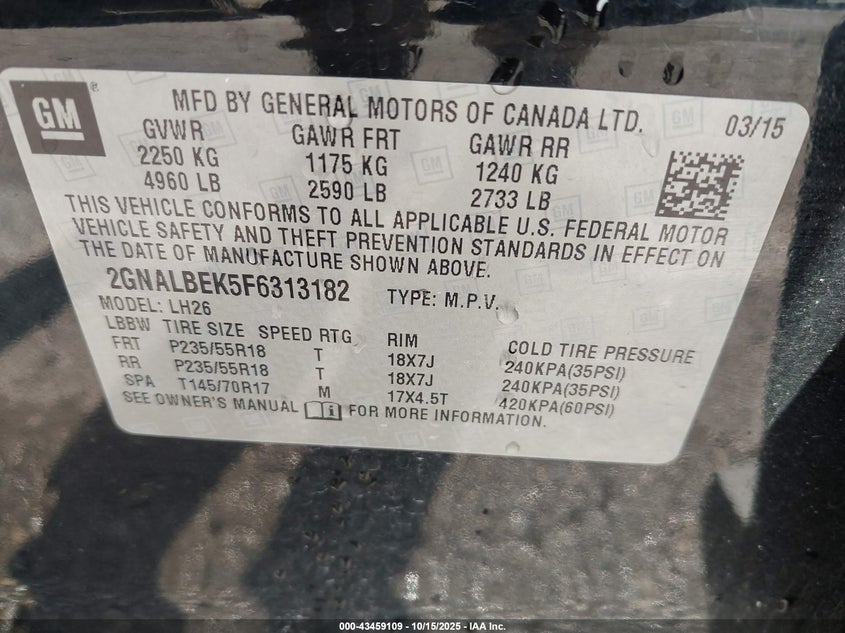 GM
MFD BY GENERAL MOTORS OF CANADA LTD.
03/15
GVWR GAWR FRT GAWR RR
2250 KG 1175 KG 1240 KG
4960 LB 2590 LB 2733 LB
THIS VEHICLE CONFORMS TO ALL APPLICABLE U.S. FEDERAL MOTOR
VEHICLE SAFETY AND THEFT PREVENTION STANDARDS IN EFFECT ON
THE DATE OF MANUFACTURE SHOWN ABOVE.
2GNALBEK5F6313182 TYPE: M.P.V.
MODEL: LH26
LBBW TIRE SIZE SPEED RTG RIM COLD TIRE PRESSURE
FRT P235/55R18 T 18X7J 240KPA(35PSI)
RR P235/55R18 T 18X7J 240KPA(35PSI)
SPA T145/70R17 M 17X4.5T 420KPA(60PSI)
SEE OWNER'S MANUAL i FOR MORE INFORMATION.
000-43459109 - 10/15/2025 - IAA Inc.